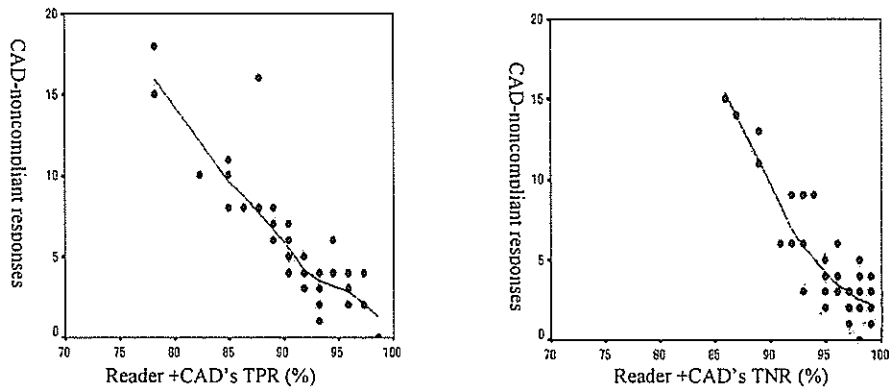 CAD-noncompliant responses
20
15
10
5
0
70 75 80 85 90 95 100
Reader +CAD's TPR (%)
CAD-noncompliant responses
20
15
10
5
0
70 75 80 85 90 95 100
Reader +CAD's TNR (%)